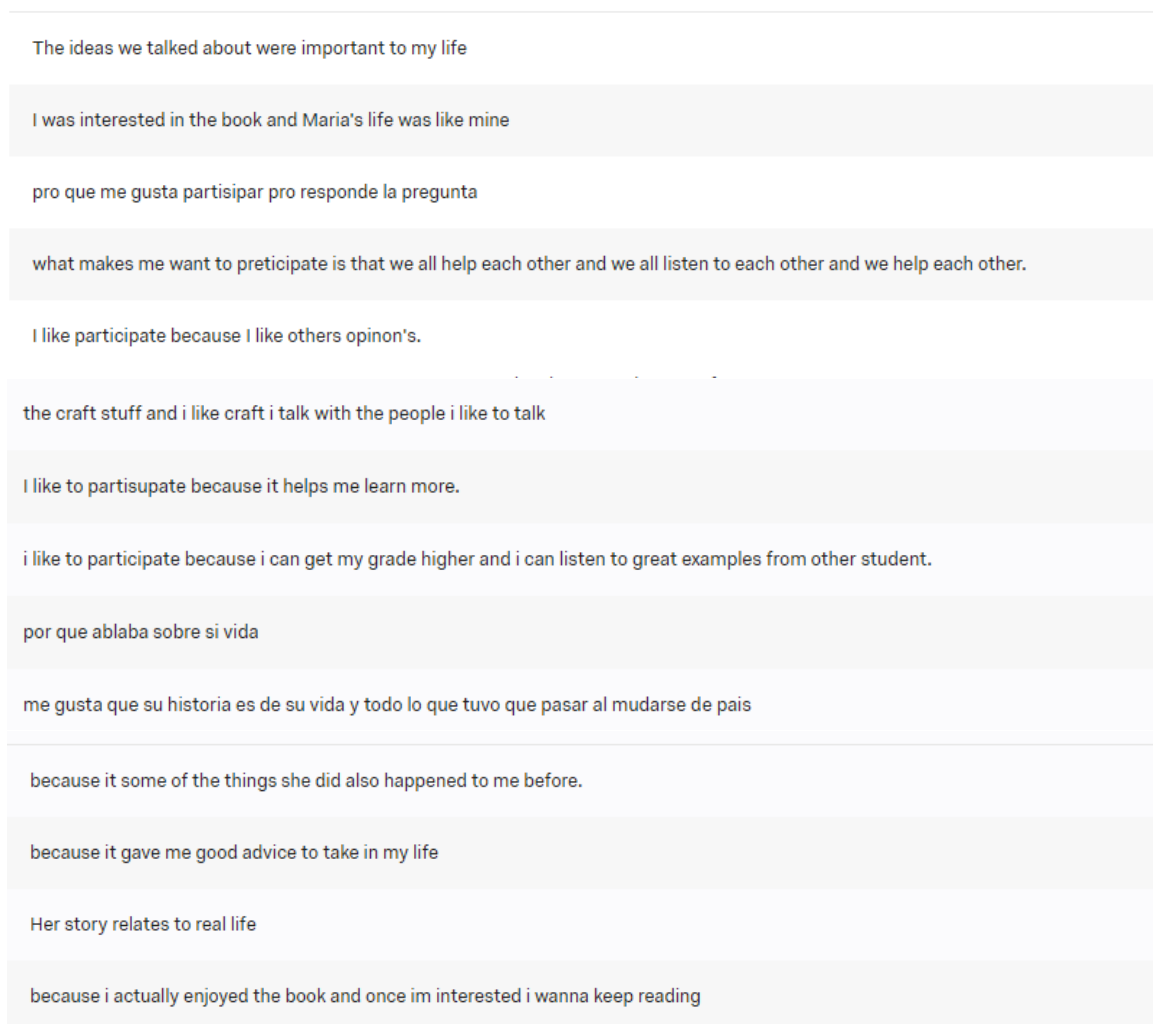 The ideas we talked about were important to my life
I was interested in the book and Maria's life was like mine
pro que me gusta partisipar pro responde la pregunta
what makes me want to preticipate is that we all help each other and we all listen to each other and we help each other.
I like participate because I like others opinon's.
the craft stuff and i like craft i talk with the people i like to talk
I like to partisupate because it helps me learn more.
i like to participate because i can get my grade higher and i can listen to great examples from other student.
por que ablaba sobre si vida
me gusta que su historia es de su vida y todo lo que tuvo que pasar al mudarse de pais
because it some of the things she did also happened to me before.
because it gave me good advice to take in my life
Her story relates to real life
because i actually enjoyed the book and once im interested i wanna keep reading